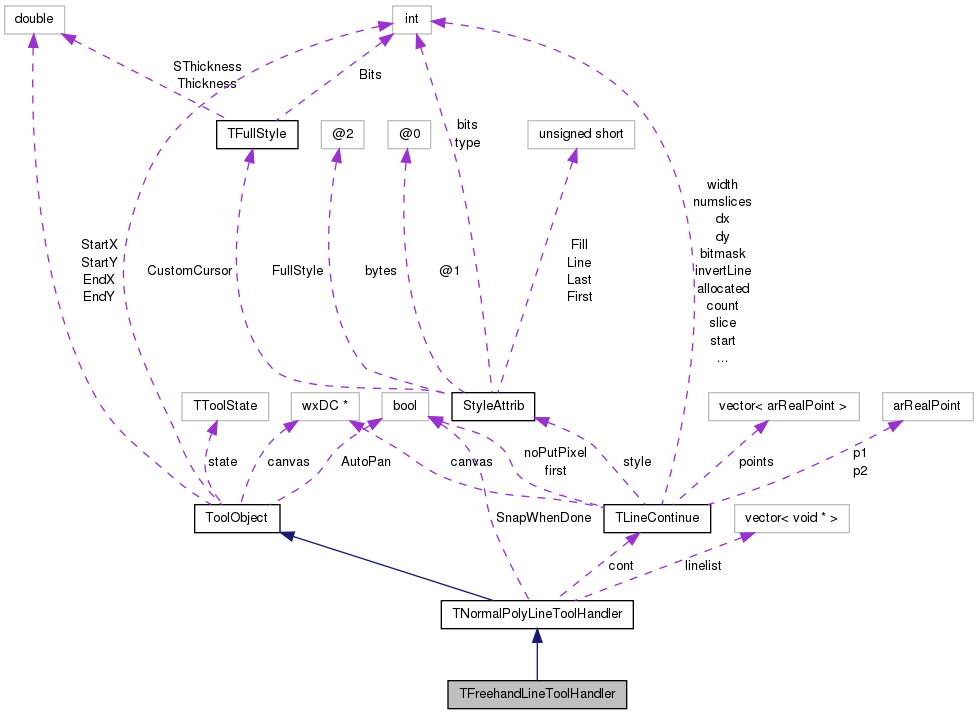 double
int
SThickness
Thickness
Bits
TFullStyle
@2
@0
bits
type
unsigned short
width
numslices
dx
dy
bitmask
invertLine
allocated
count
slice
start
...
StartX
StartY
EndX
EndY
CustomCursor
FullStyle
bytes
@1
Fill
Line
Last
First
TToolState
wxDC *
bool
StyleAttrib
vector< arRealPoint >
arRealPoint
state
canvas
AutoPan
canvas
noPutPixel
first
style
points
p1
p2
ToolObject
SnapWhenDone
TLineContinue
vector< void * >
cont
linelist
TNormalPolyLineToolHandler
TFreehandLineToolHandler